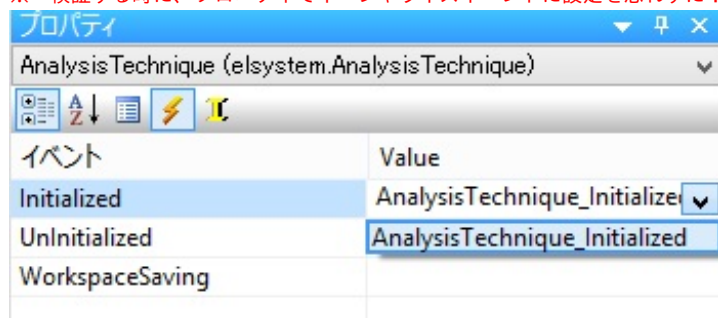 プロパティ
AnalysisTechnique (elsystem.AnalysisTechnique)
イベント Value
Initialized AnalysisTechnique_Initialized
UnInitialized AnalysisTechnique_Initialized
WorkspaceSaving